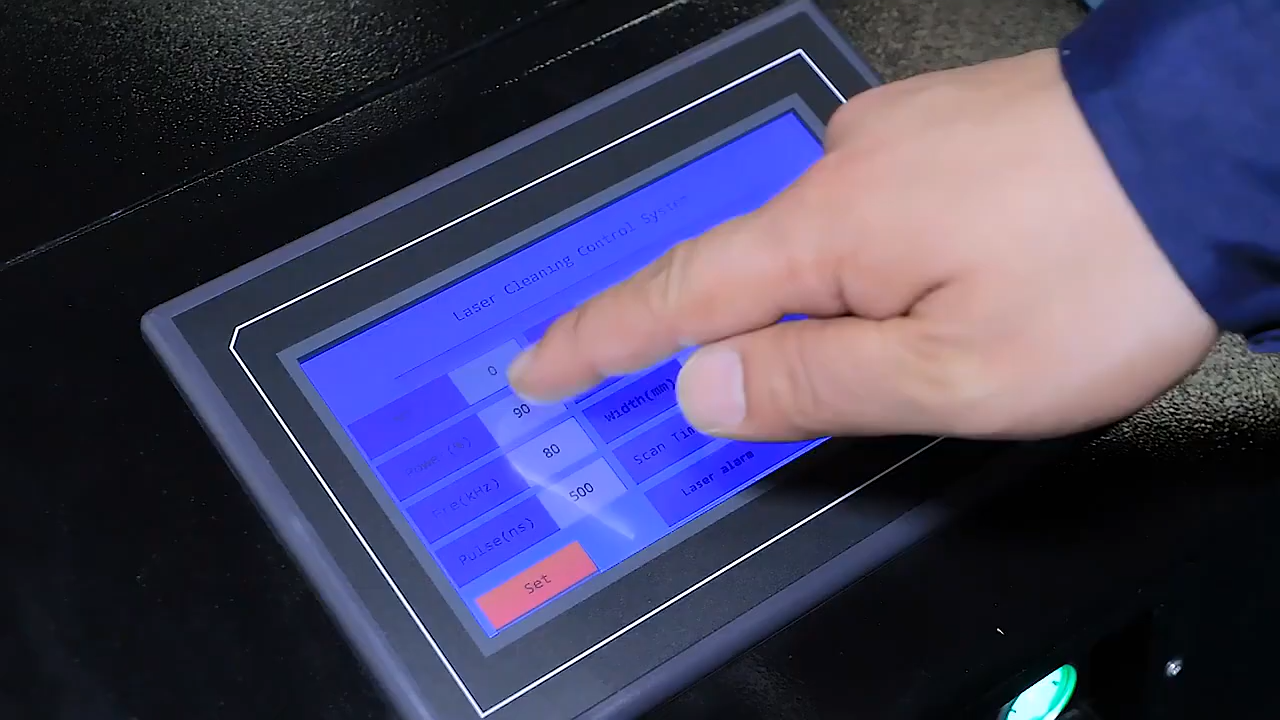 Laser Cleaning Control System
0
Power(%) 90 Width(mm)
Fre(kHz) 80 Scan
Pulse(ns) 500 Laser alarm
Set